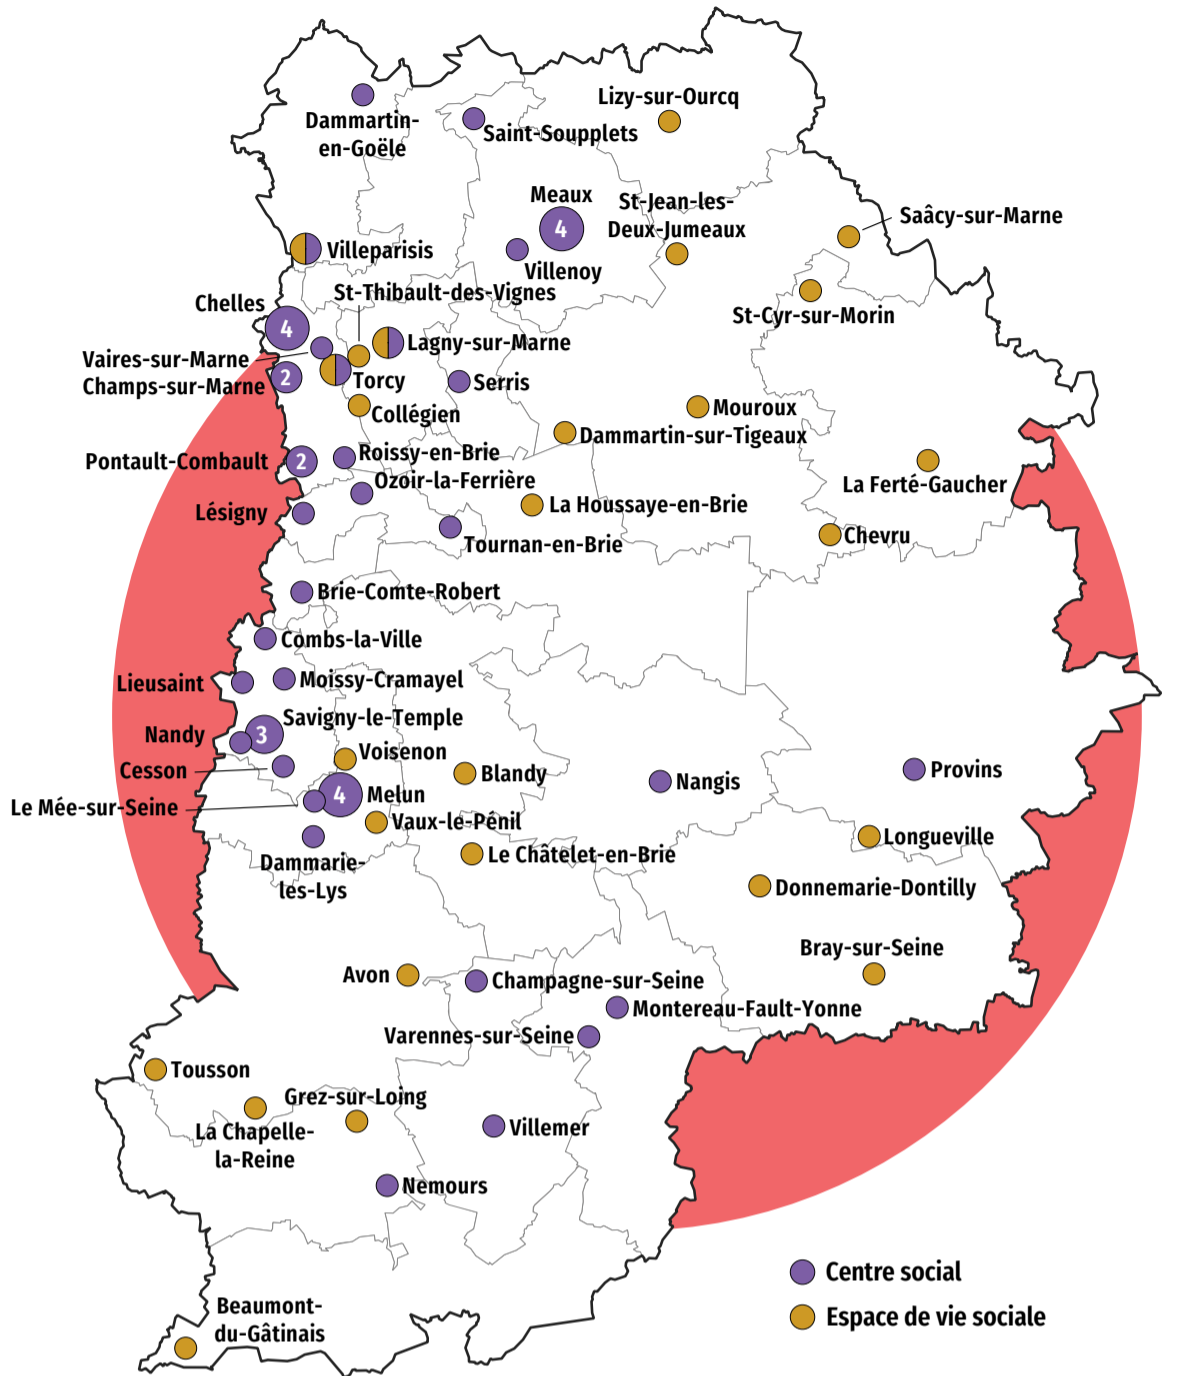 Lizy-sur-Ourcq
Dammartin-
en-Goële
Saint-Soupplets
Meaux
4
St-Jean-les-
Deux-Jumeaux
Saâcy-sur-Marne
Villeparisis
Villenoy
St-Thibault-des-Vignes
Chelles
4
St-Cyr-sur-Morin
Lagny-sur-Marne
Vaires-sur-Marne
Champs-sur-Marne
2
Torcy
Serris
Collégien
Mouroux
Dammartin-sur-Tigeaux
Pontault-Combault
2
Roissy-en-Brie
Ozoir-la-Ferrière
La Ferté-Gaucher
Lésigny
La Houssaye-en-Brie
Tournan-en-Brie
Chevru
Brie-Comte-Robert
Combs-la-Ville
Lieusaint
Moissy-Cramayel
Savigny-le-Temple
Nandy
3
Voisenon
Cesson
Blandy
Nangis
Provins
Le Mée-sur-Seine
4
Melun
Vaux-le-Pénil
Longueville
Dammarie-
les-Lys
Le Châtelet-en-Brie
Donnemarie-Dontilly
Bray-sur-Seine
Avon
Champagne-sur-Seine
Montereau-Fault-Yonne
Varennes-sur-Seine
Tousson
Grez-sur-Loing
La Chapelle-
la-Reine
Villemer
Nemours
Beaumont-
du-Gâtinais
Centre social
Espace de vie sociale